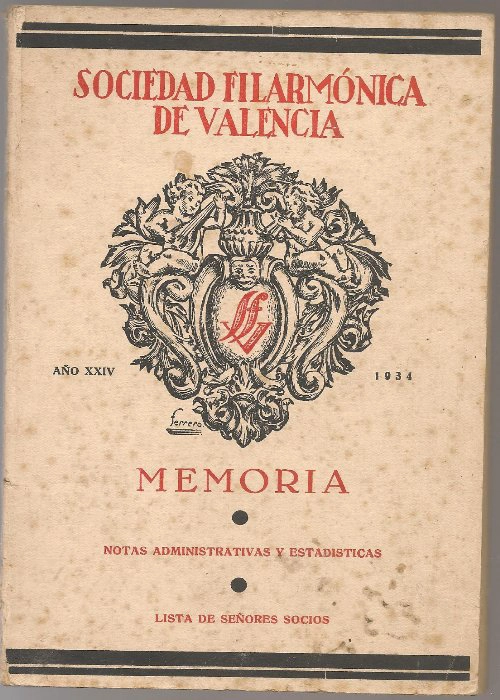 SOCIEDAD FILARMÓNICA
DE VALENCIA
AÑO XXIV
1934
Ferrero
MEMORIA
NOTAS ADMINISTRATIVAS Y ESTADISTICAS
LISTA DE SEÑORES SOCIOS